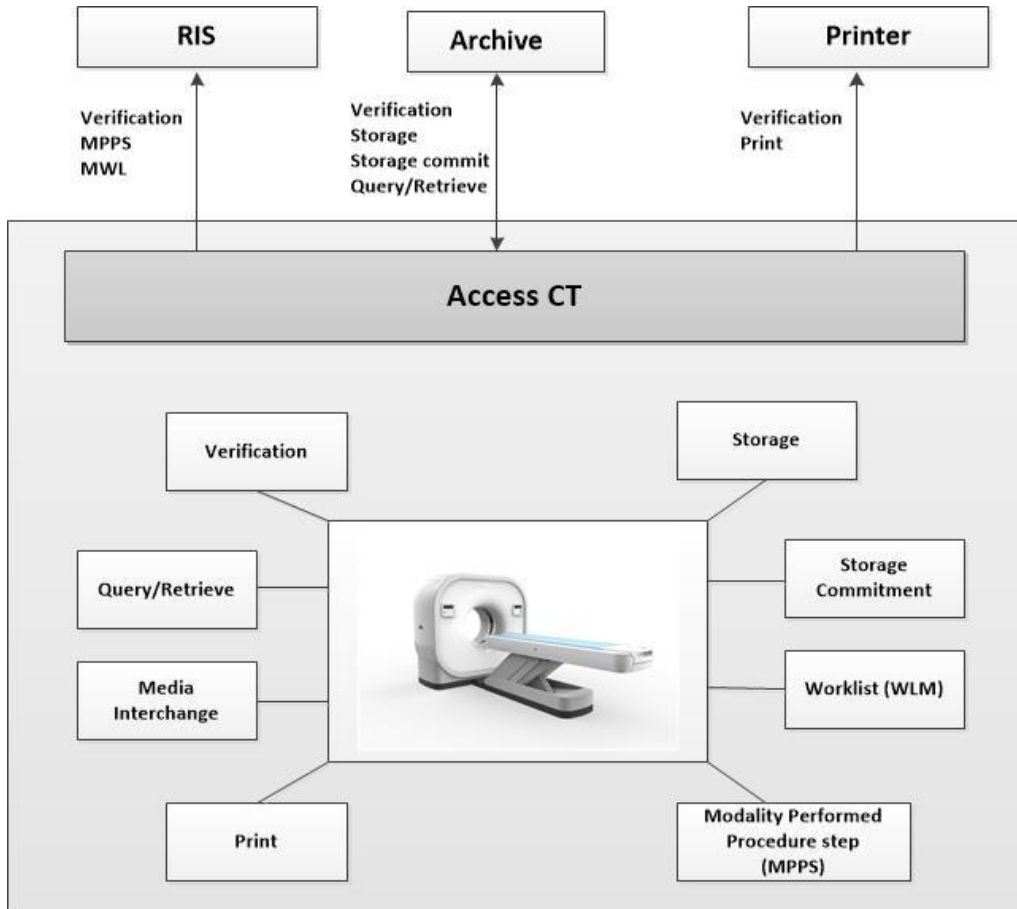 RIS
Archive
Printer
Verification
MPPS
MWL
Verification
Storage
Storage commit
Query/Retrieve
Verification
Print
Access CT
Verification
Storage
Query/Retrieve
Storage
Commitment
Media
Interchange
Worklist (WLM)
Print
Modality Performed
Procedure step
(MPPS)